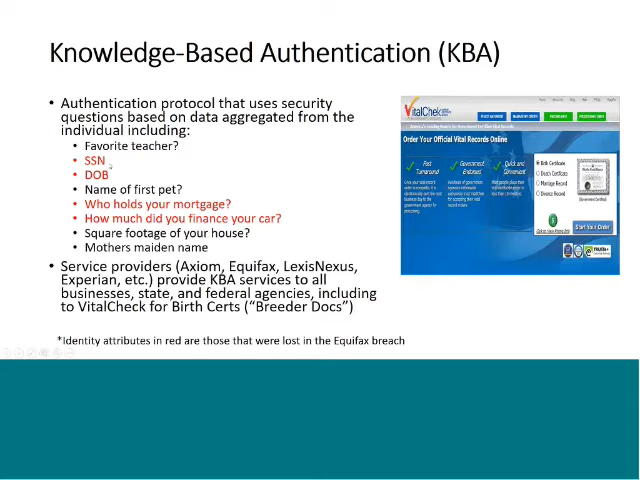 Knowledge-Based Authentication (KBA)
• Authentication protocol that uses security
questions based on data aggregated from the
individual including:
• Favorite teacher?
• SSN
• DOB
• Name of first pet?
• Who holds your mortgage?
• How much did you finance your car?
• Square footage of your house?
• Mothers maiden name
• Service providers (Axiom, Equifax, LexisNexus,
Experian, etc.) provide KBA services to all
businesses, state, and federal agencies, including
to VitalCheck for Birth Certs ("Breeder Docs")
*Identity attributes in red are those that were lost in the Equifax breach
VitalChek
Order Your Official Vital Records Online
Fast
Turnaround
Government
Endorsed
Quick and
Convenient
Birth Certificate
Death Certificate
Marriage Record
Divorce Record
Start Your Order